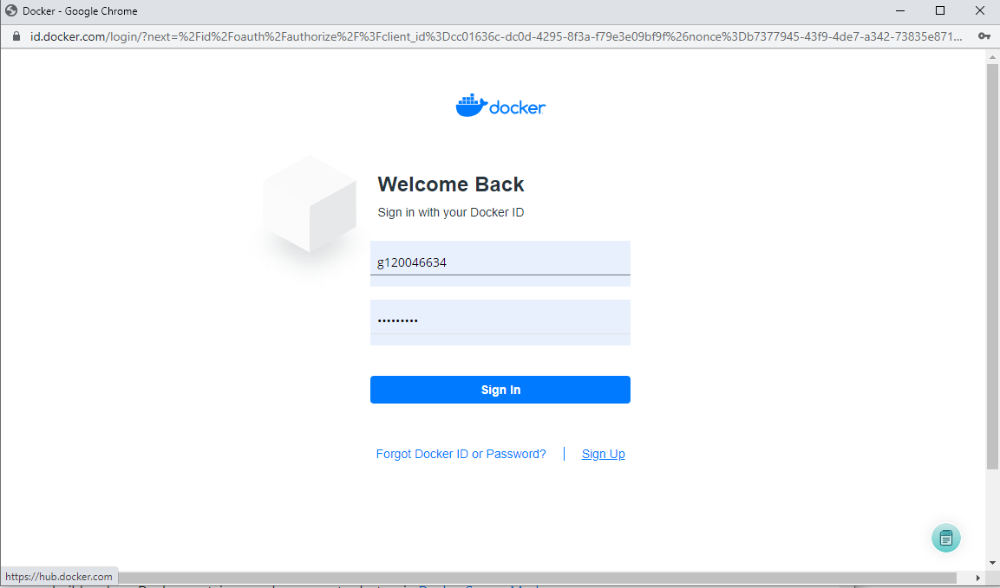 Docker - Google Chrome
id.docker.com/login/?next=%2Fid%2Foauth%2Fauthorize%2F%3Fclient_id%3Dcc01636c-dc0d-4295-8f3a-f79e3e09bf9f%26nonce%3Db7377945-43f9-4de7-a342-73835e871...
docker
Welcome Back
Sign in with your Docker ID
g120046634
•••••••••
Sign In
Forgot Docker ID or Password? | Sign Up
https://hub.docker.com